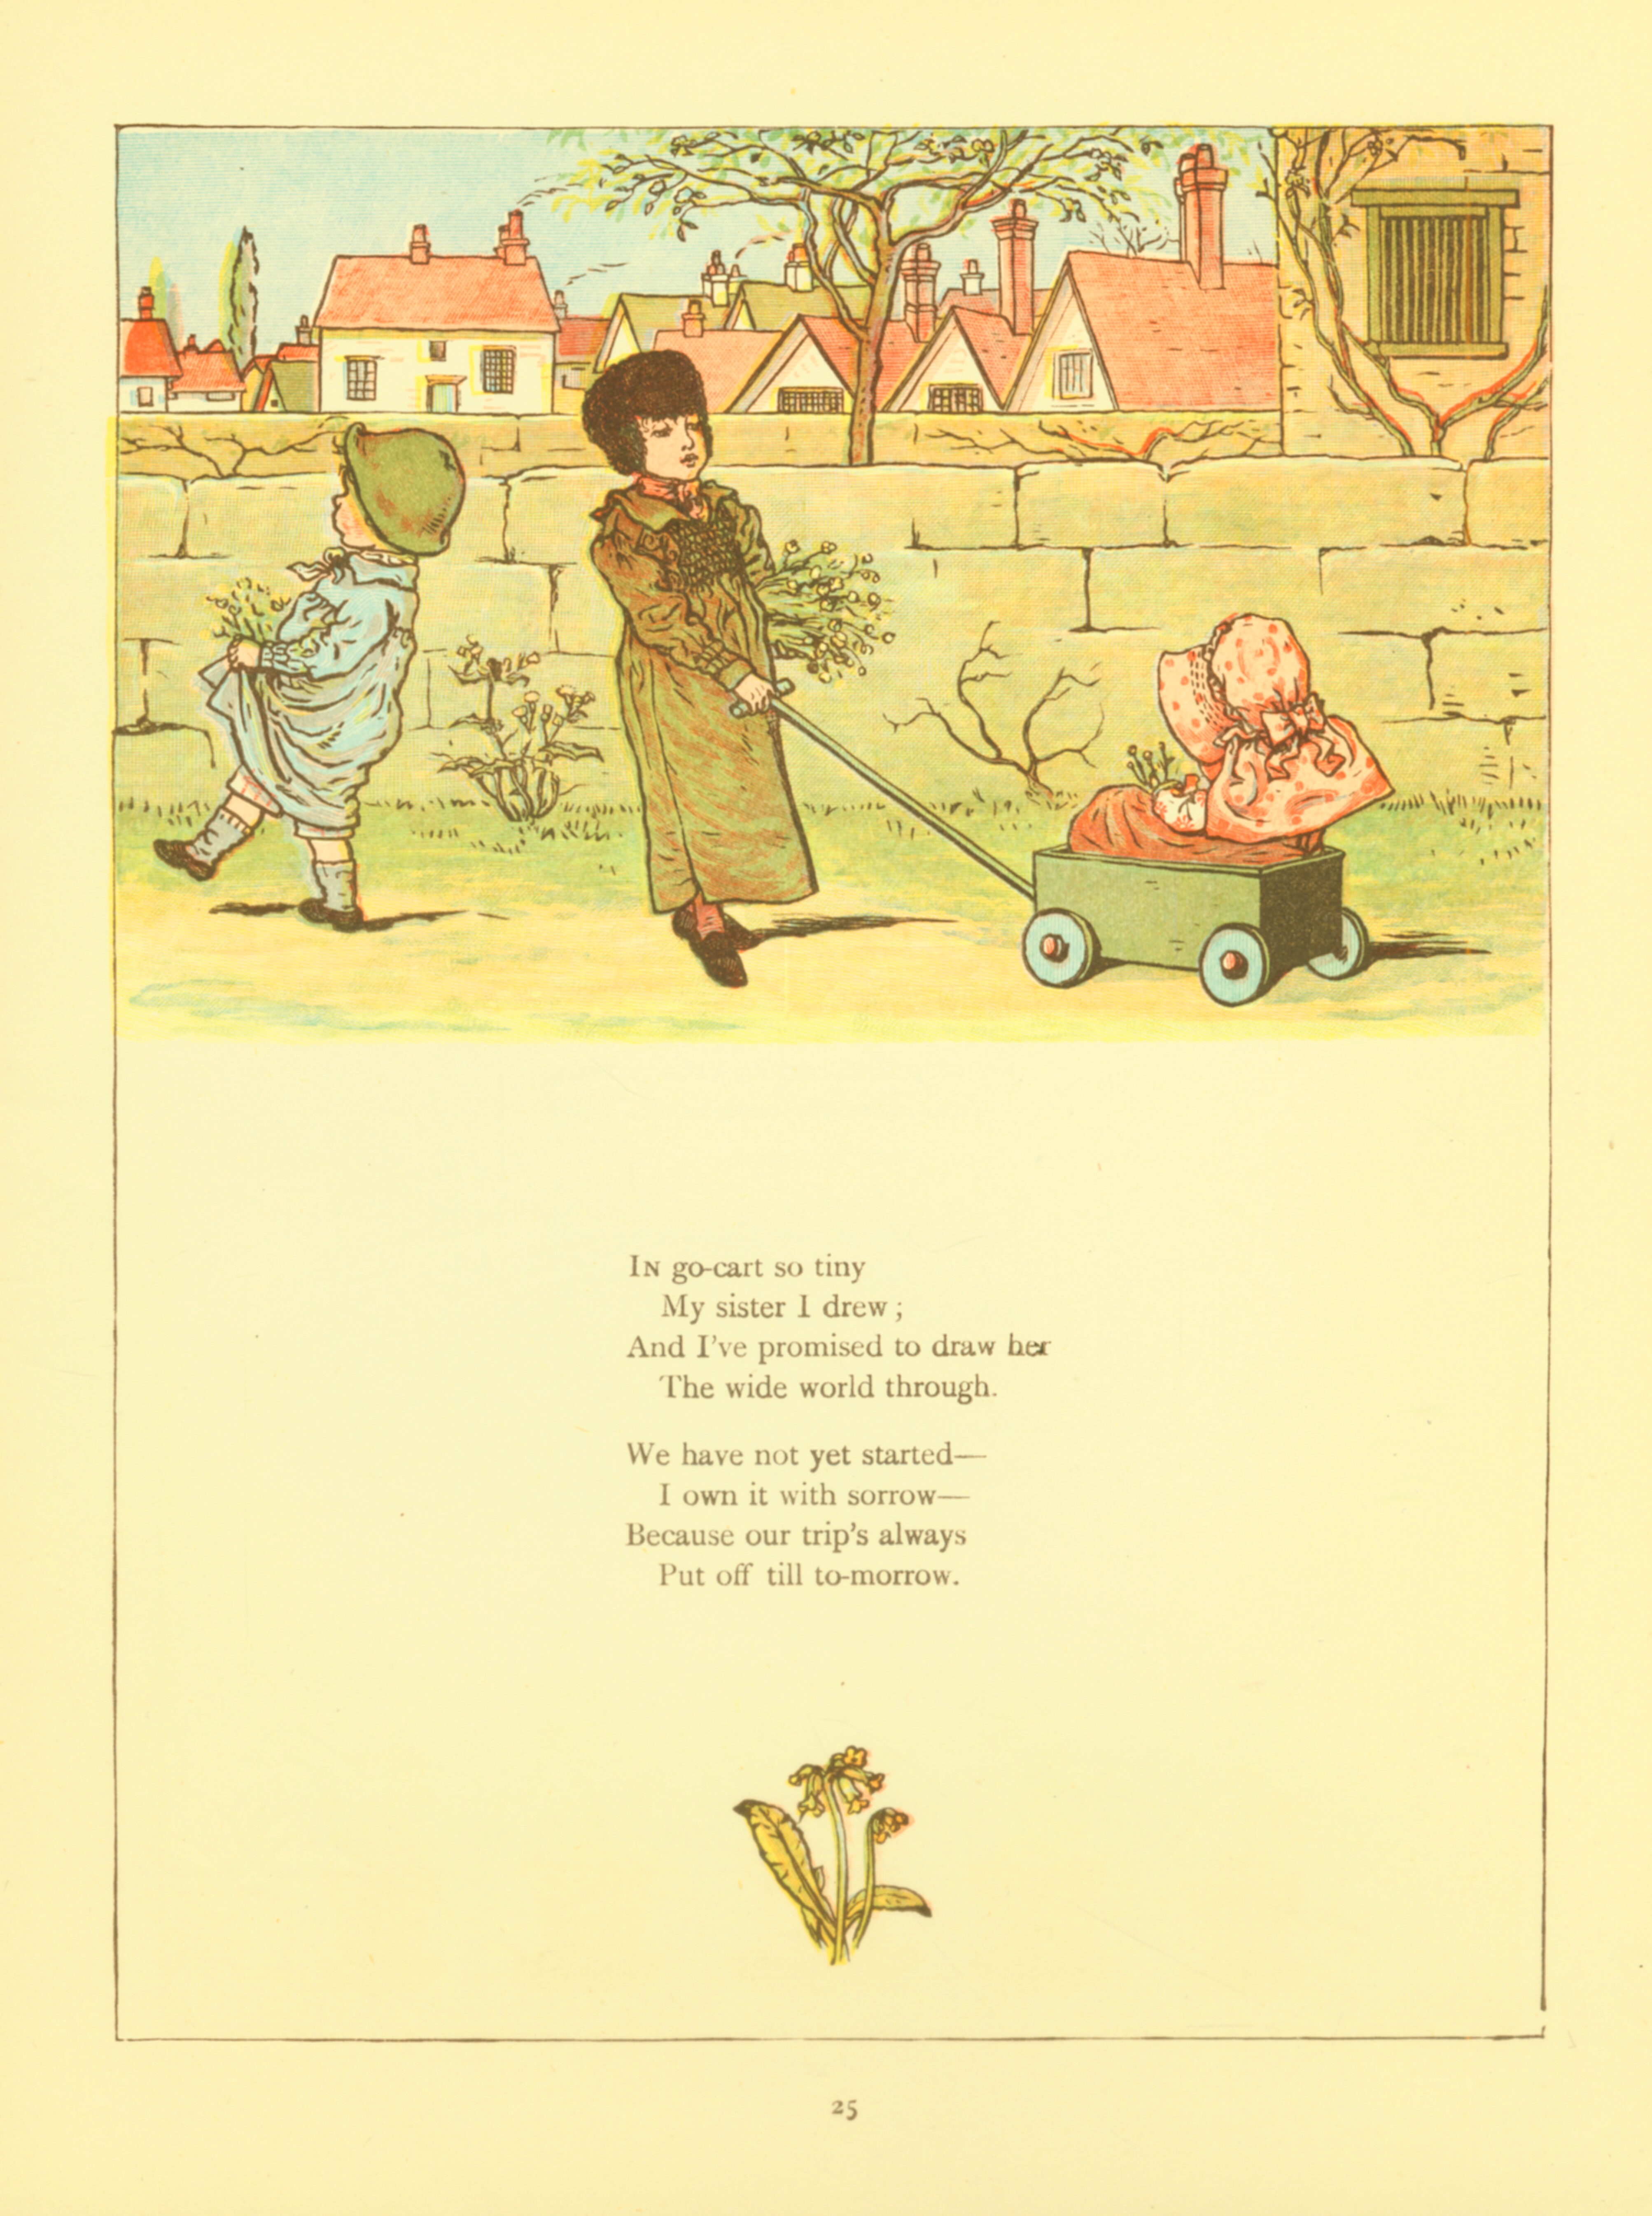 In go-cart so tiny
My sister I drew;
And I've promised to draw her
The wide world through.
We have not yet started—
I own it with sorrow—
Because our trip's always
Put off till to-morrow.
25